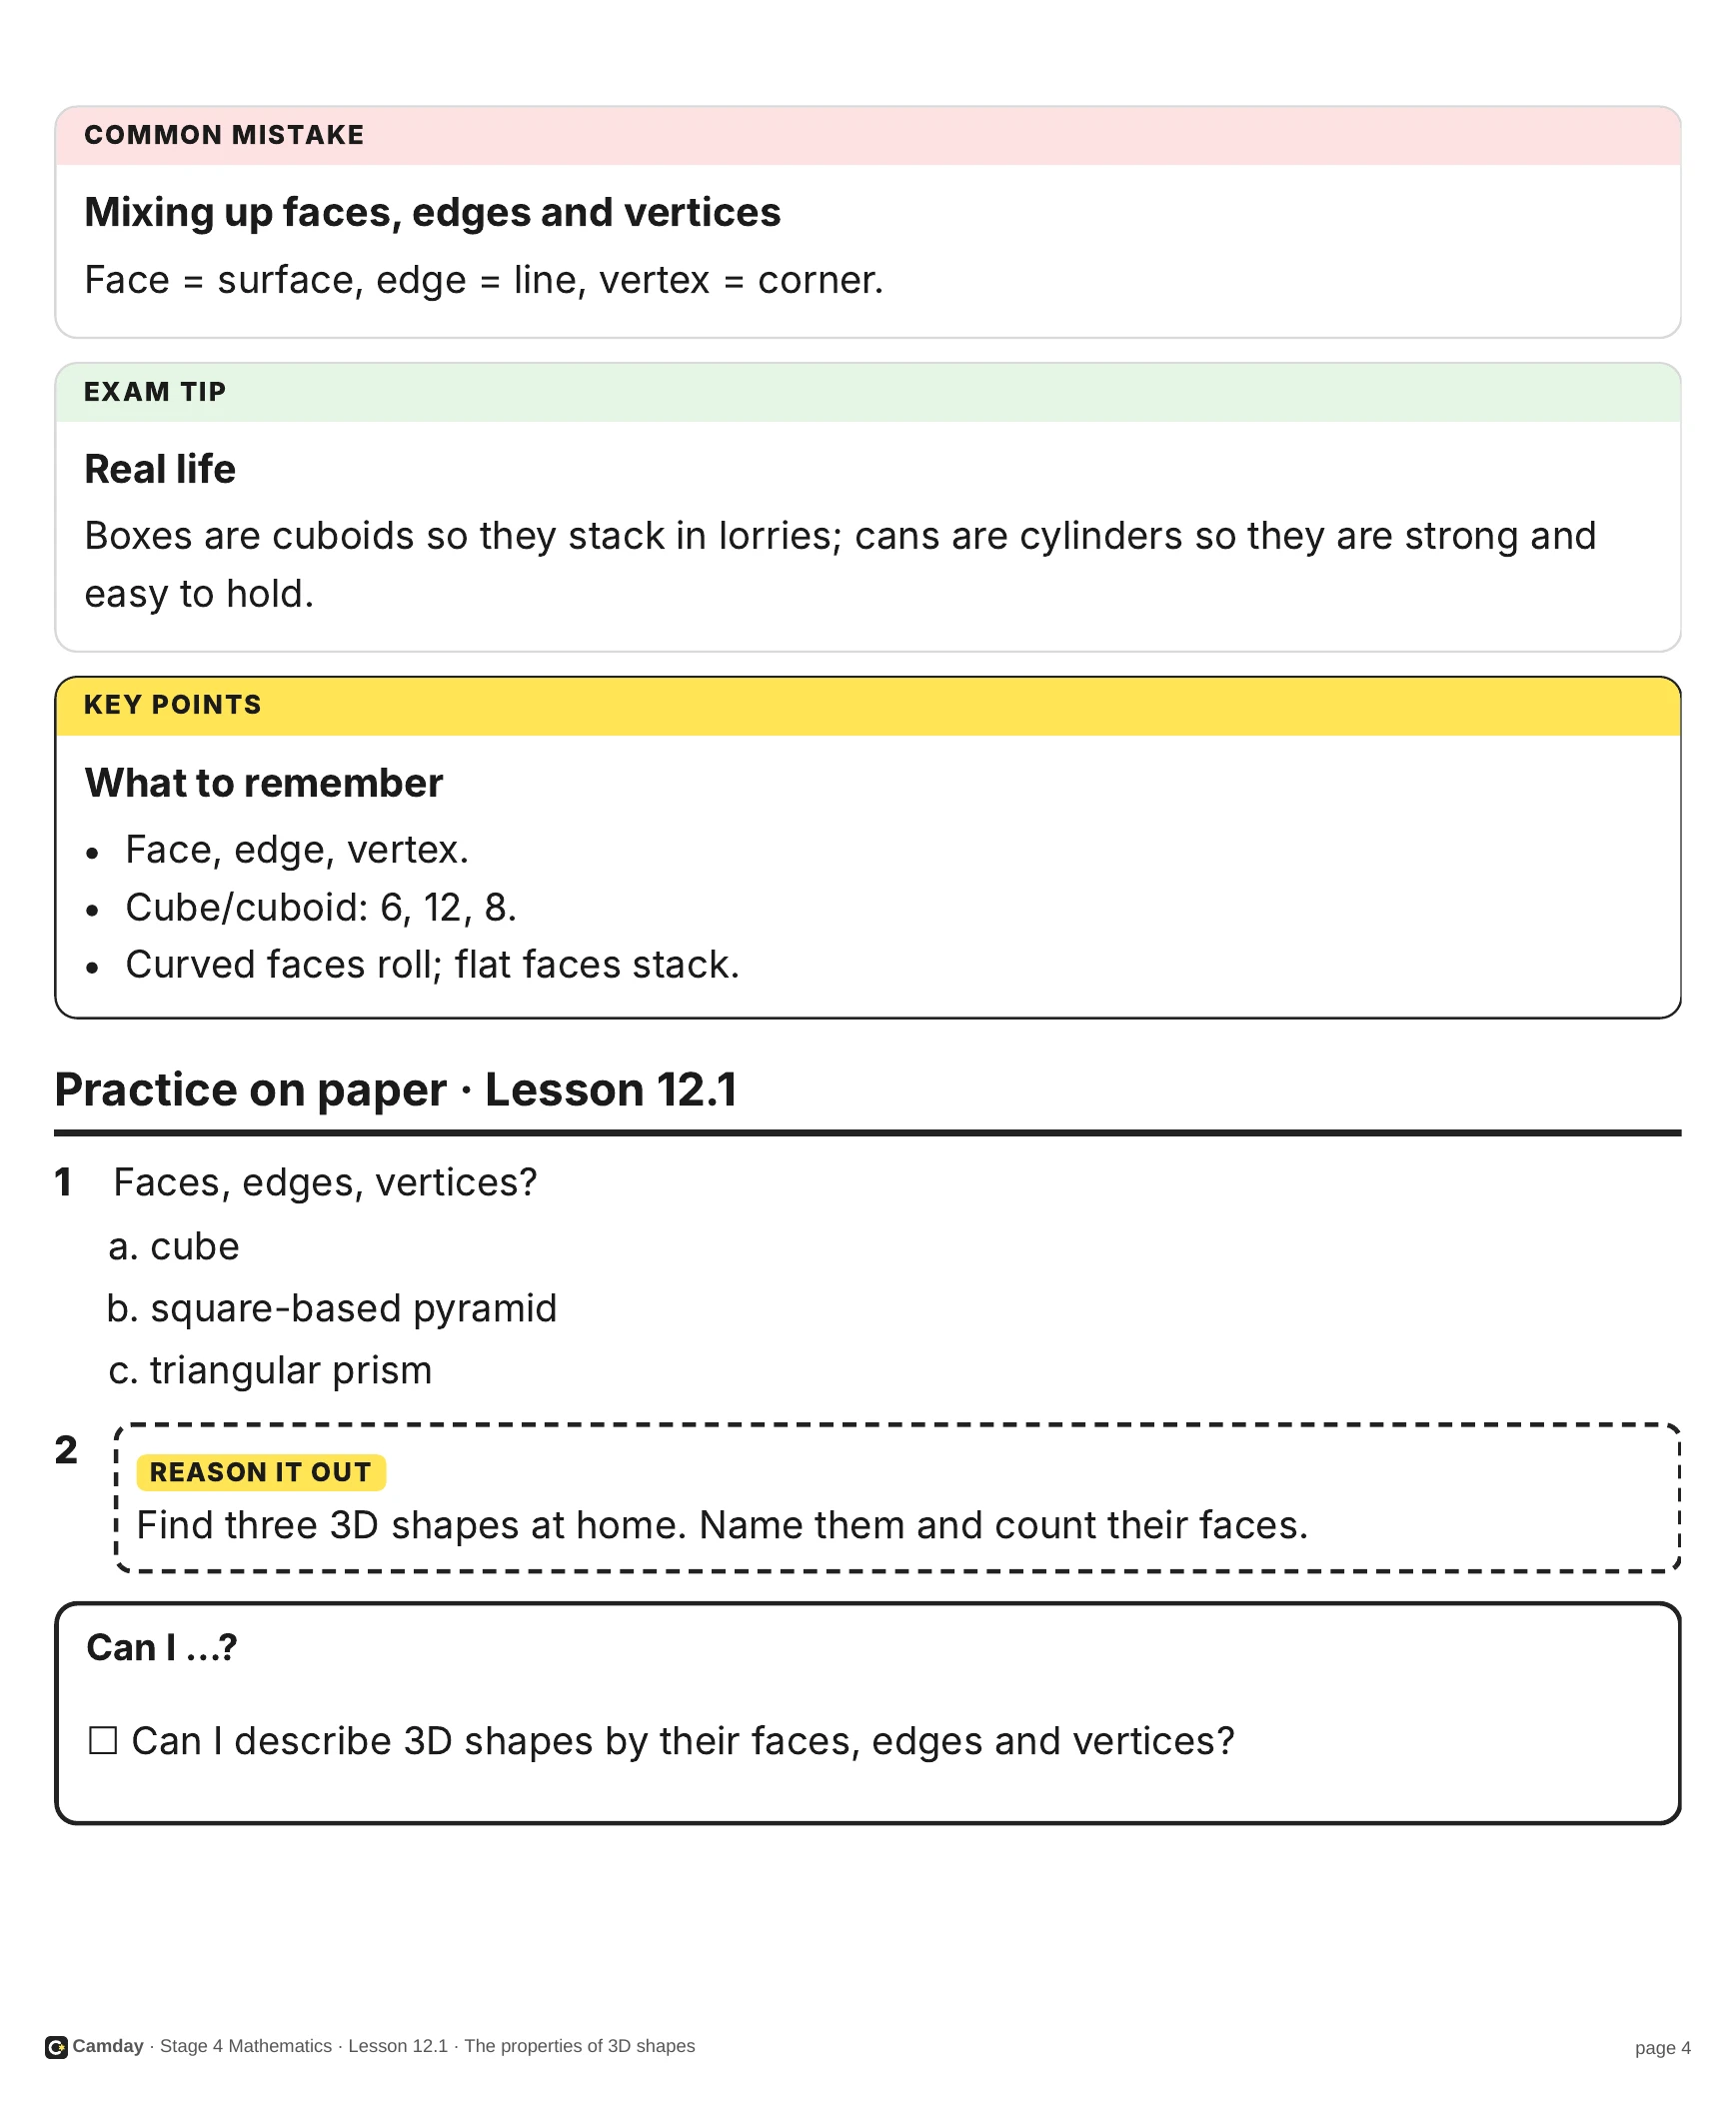 COMMON MISTAKE
Mixing up faces, edges and vertices
Face = surface, edge = line, vertex = corner.
EXAM TIP
Real life
Boxes are cuboids so they stack in lorries; cans are cylinders so they are strong and
easy to hold.
KEY POINTS
What to remember
• Face, edge, vertex.
• Cube/cuboid: 6, 12, 8.
• Curved faces roll; flat faces stack.
Practice on paper · Lesson 12.1
1 Faces, edges, vertices?
a. cube
b. square-based pyramid
c. triangular prism
2 REASON IT OUT
Find three 3D shapes at home. Name them and count their faces.
Can I ...?
☐ Can I describe 3D shapes by their faces, edges and vertices?
Camday · Stage 4 Mathematics · Lesson 12.1 · The properties of 3D shapes page 4